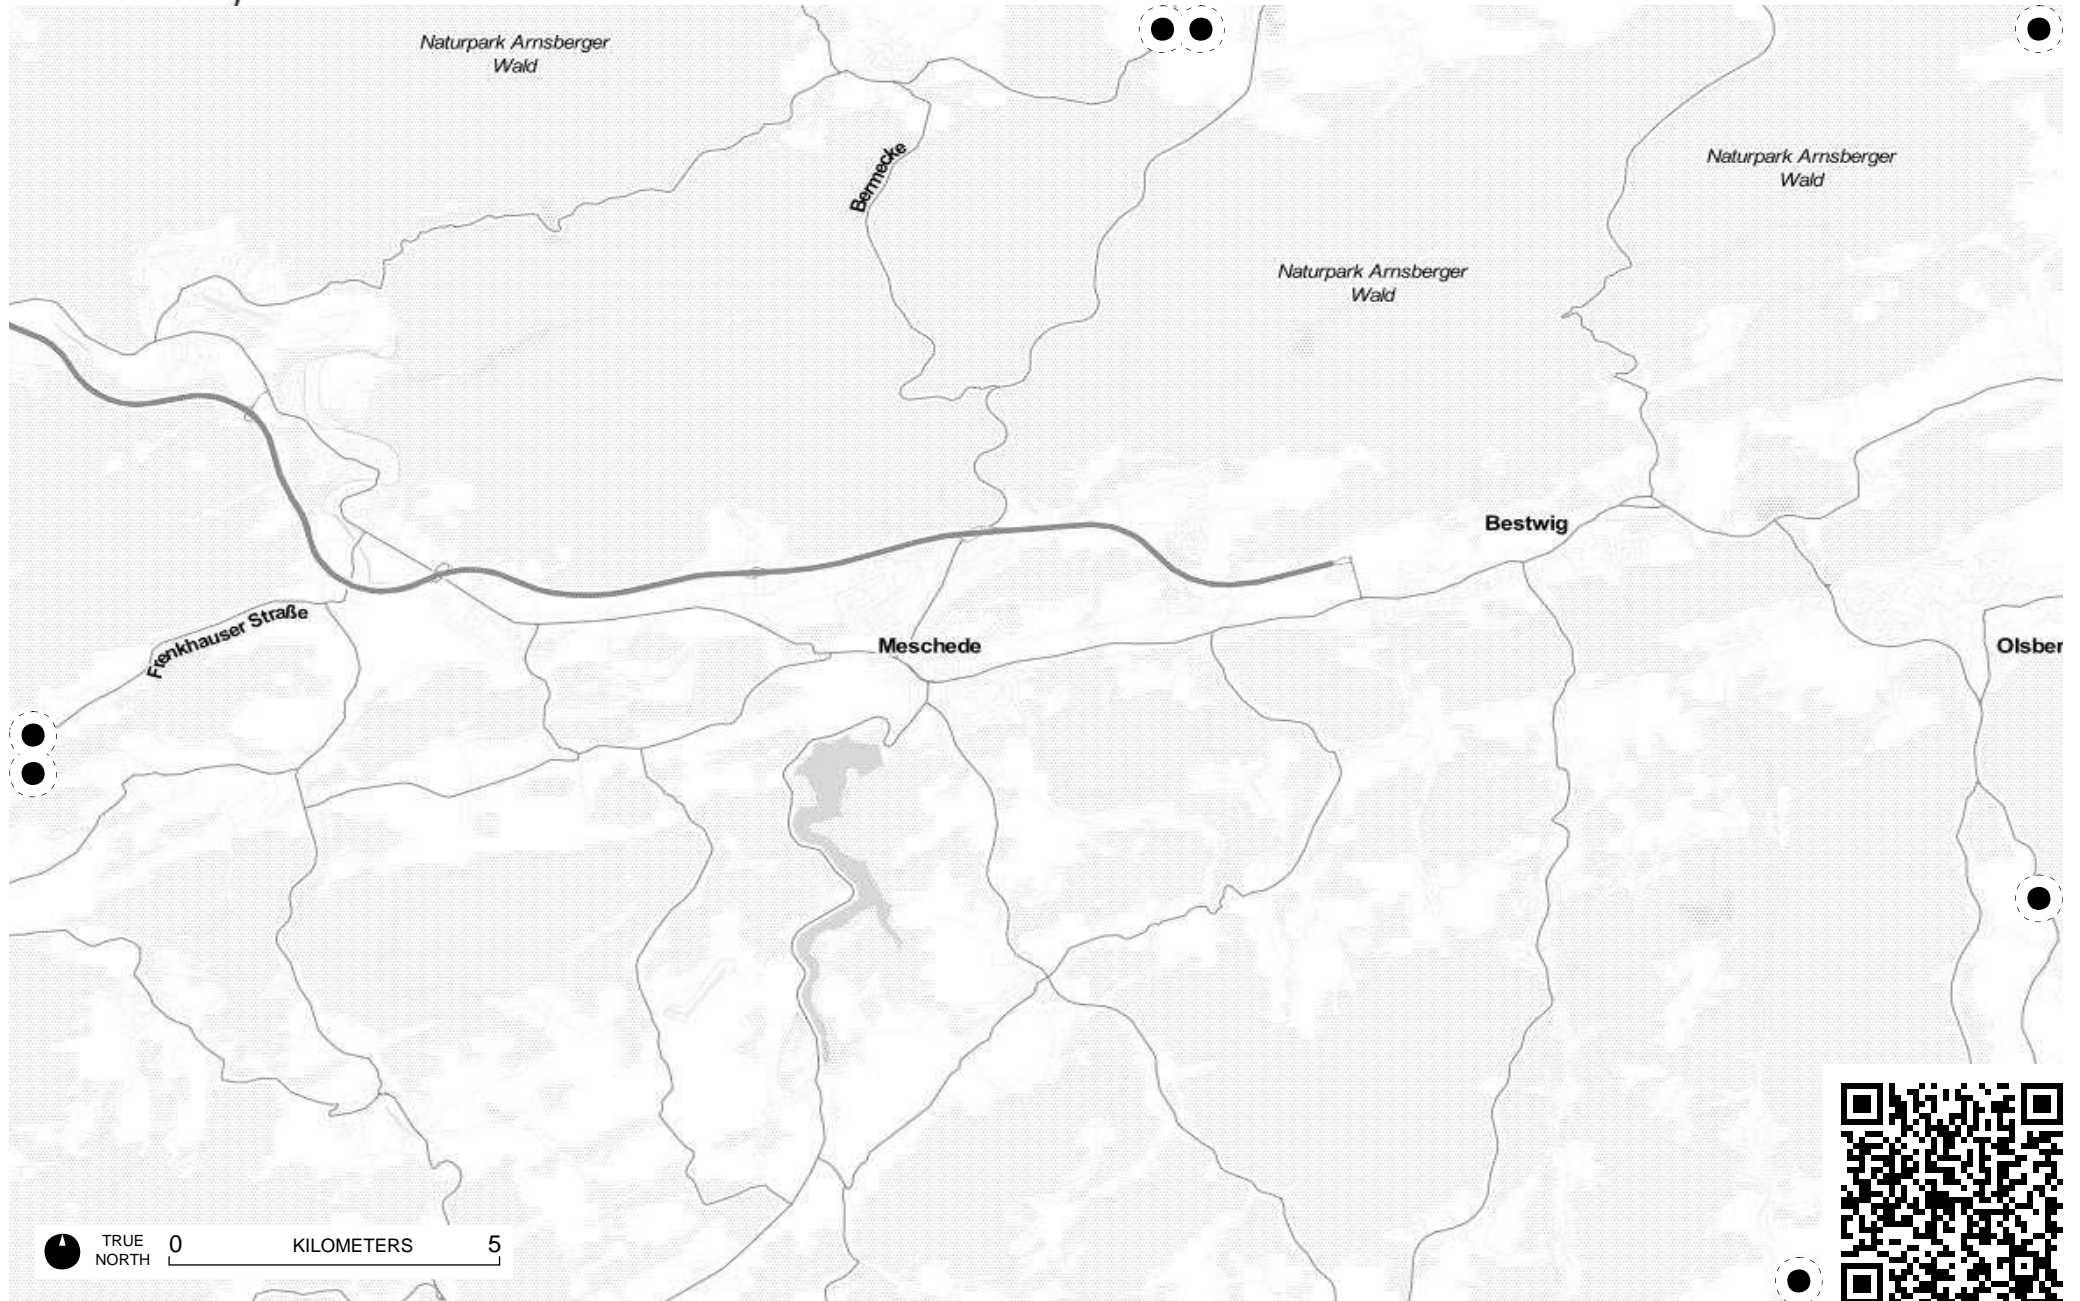 Naturpark Arnsberger
Wald
Naturpark Arnsberger
Wald
Bermecke
Naturpark Arnsberger
Wald
Bestwig
Frenkhauser Straße
Meschede
Olsber
TRUE
NORTH
0
KILOMETERS
5